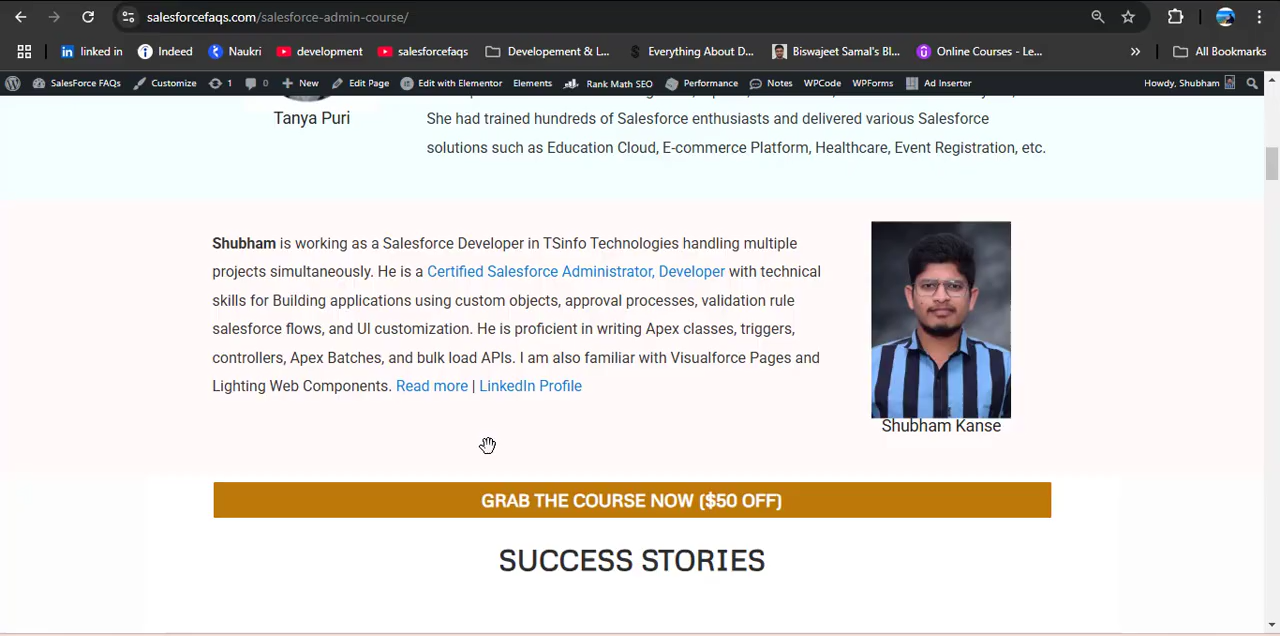 salesforcefaqs.com/salesforce-admin-course/
linked in
Indeed
Naukri
development
salesforcefaqs
Developement & L...
Everything About D...
Biswajeet Samal's Bl...
Online Courses - Le...
All Bookmarks
SalesForce FAQs
Customize
1
0
New
Edit Page
Edit with Elementor
Elements
Rank Math SEO
Performance
Notes
WPCode
WPForms
Ad Inserter
Howdy, Shubham
Tanya Puri
She had trained hundreds of Salesforce enthusiasts and delivered various Salesforce
solutions such as Education Cloud, E-commerce Platform, Healthcare, Event Registration, etc.
Shubham is working as a Salesforce Developer in TSinfo Technologies handling multiple
projects simultaneously. He is a Certified Salesforce Administrator, Developer with technical
skills for Building applications using custom objects, approval processes, validation rule
salesforce flows, and UI customization. He is proficient in writing Apex classes, triggers,
controllers, Apex Batches, and bulk load APIs. I am also familiar with Visualforce Pages and
Lighting Web Components. Read more | LinkedIn Profile
Shubham Kanse
GRAB THE COURSE NOW ($50 OFF)
SUCCESS STORIES